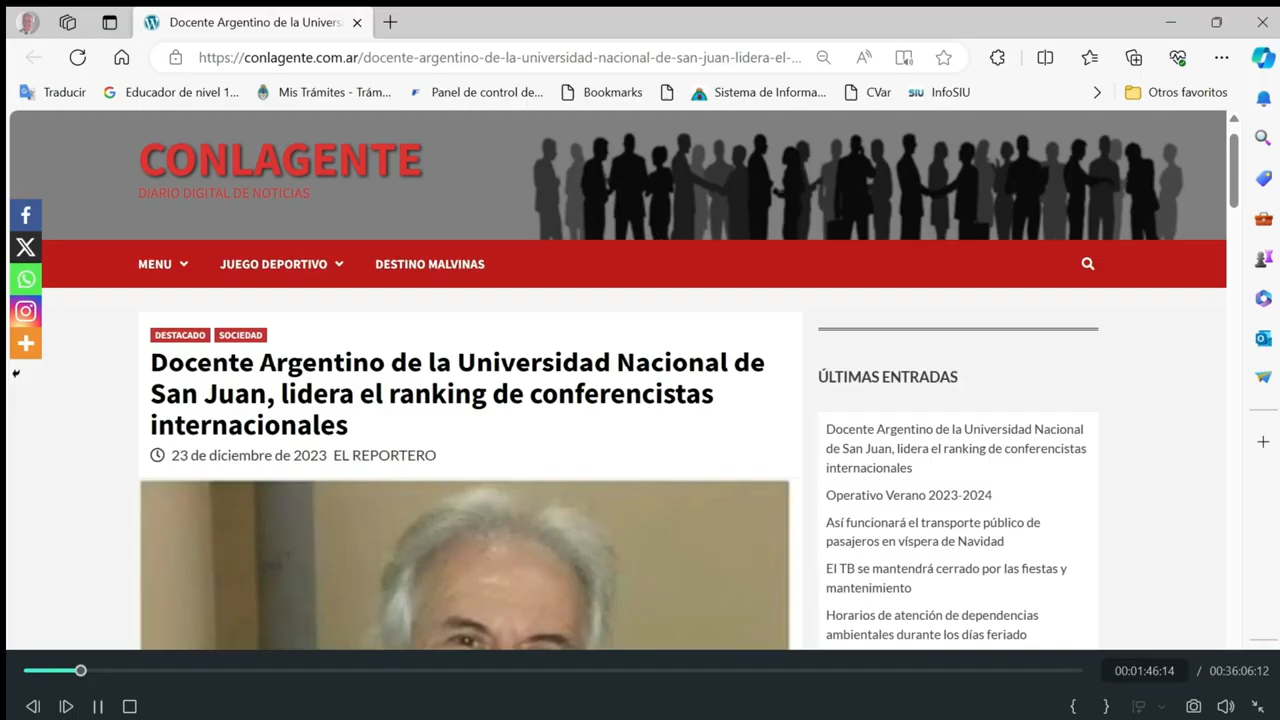 Docente Argentino de la Univers
https://conlagente.com.ar/docente-argentino-de-la-universidad-nacional-de-san-juan-lidera-el-...
Traducir
Educador de nivel 1...
Mis Trámites - Trám...
Panel de control de...
Bookmarks
Sistema de Informa...
CVar
SIU InfoSIU
Otros favoritos
CONLAGENTE
DIARIO DIGITAL DE NOTICIAS
MENU
JUEGO DEPORTIVO
DESTINO MALVINAS
DESTACADO SOCIEDAD
Docente Argentino de la Universidad Nacional de
San Juan, lidera el ranking de conferencistas
internacionales
23 de diciembre de 2023 EL REPORTERO
ÚLTIMAS ENTRADAS
Docente Argentino de la Universidad Nacional
de San Juan, lidera el ranking de conferencistas
internacionales
Operativo Verano 2023-2024
Así funcionará el transporte público de
pasajeros en víspera de Navidad
El TB se mantendrá cerrado por las fiestas y
mantenimiento
Horarios de atención de dependencias
ambientales durante los días feriado
00:01:46:14 / 00:36:06:12